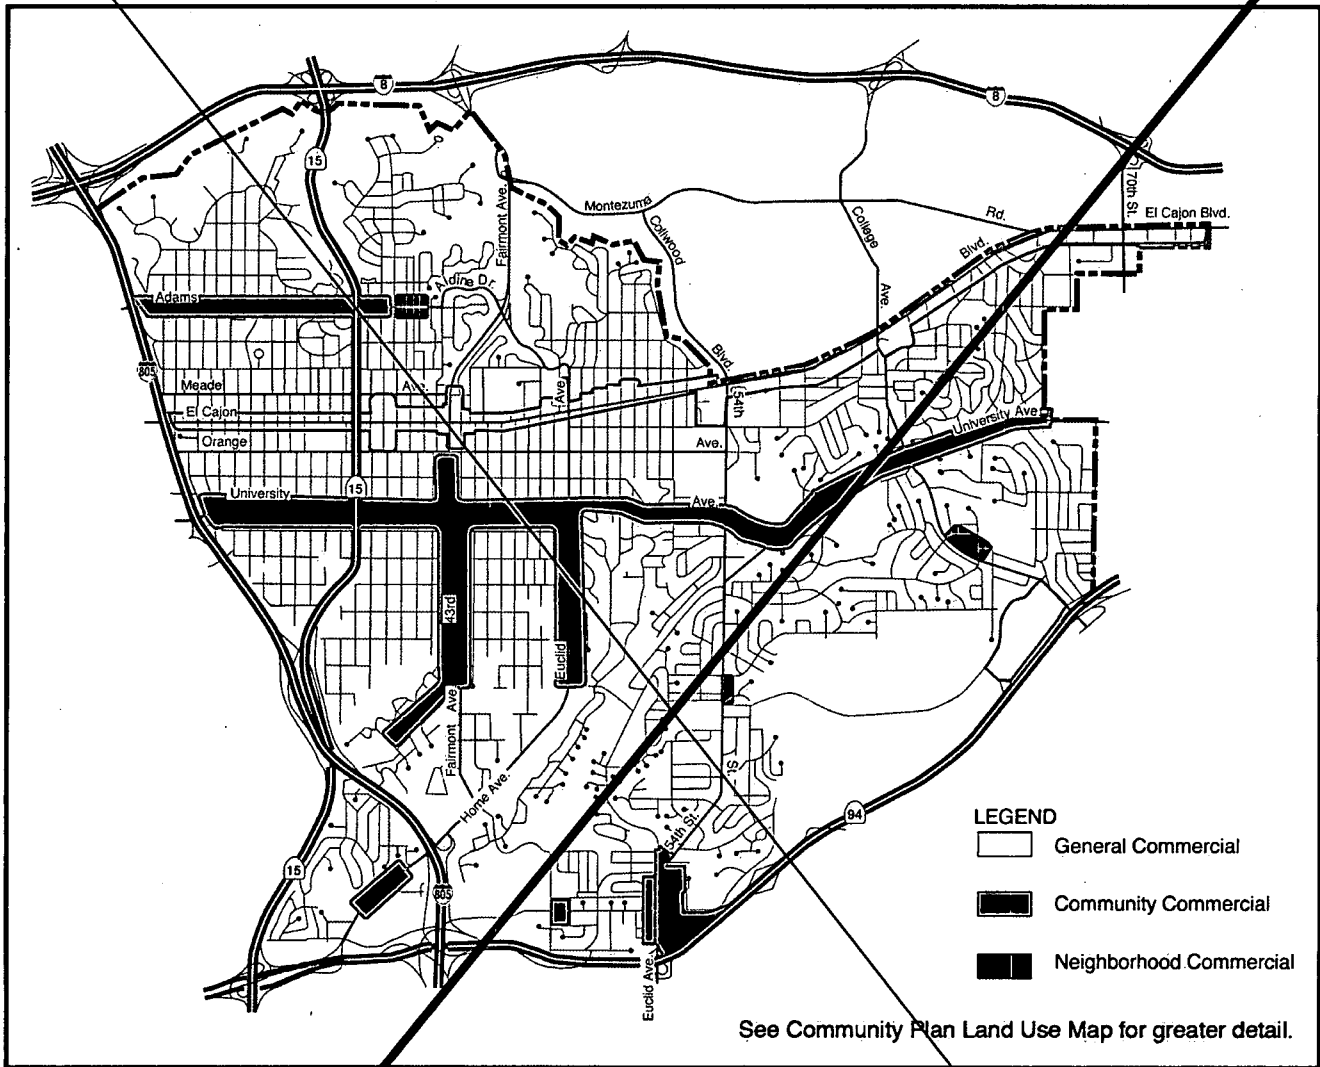 8
8
15
70th St.
El Cajon Blvd.
Montezuma
Rd.
Fairmont Ave.
Collwood
College
Blvd.
Aldine Dr.
Ave.
Adams
Blvd.
805
Meade
Ave.
Ave.
54th
El Cajon
University Ave.
Orange
Ave.
15
University
Ave.
43rd
Euclid
Fairmont Ave.
St.
Home Ave.
54th St.
94
LEGEND
General Commercial
15
805
Community Commercial
Neighborhood Commercial
Euclid Ave.
See Community Plan Land Use Map for greater detail.